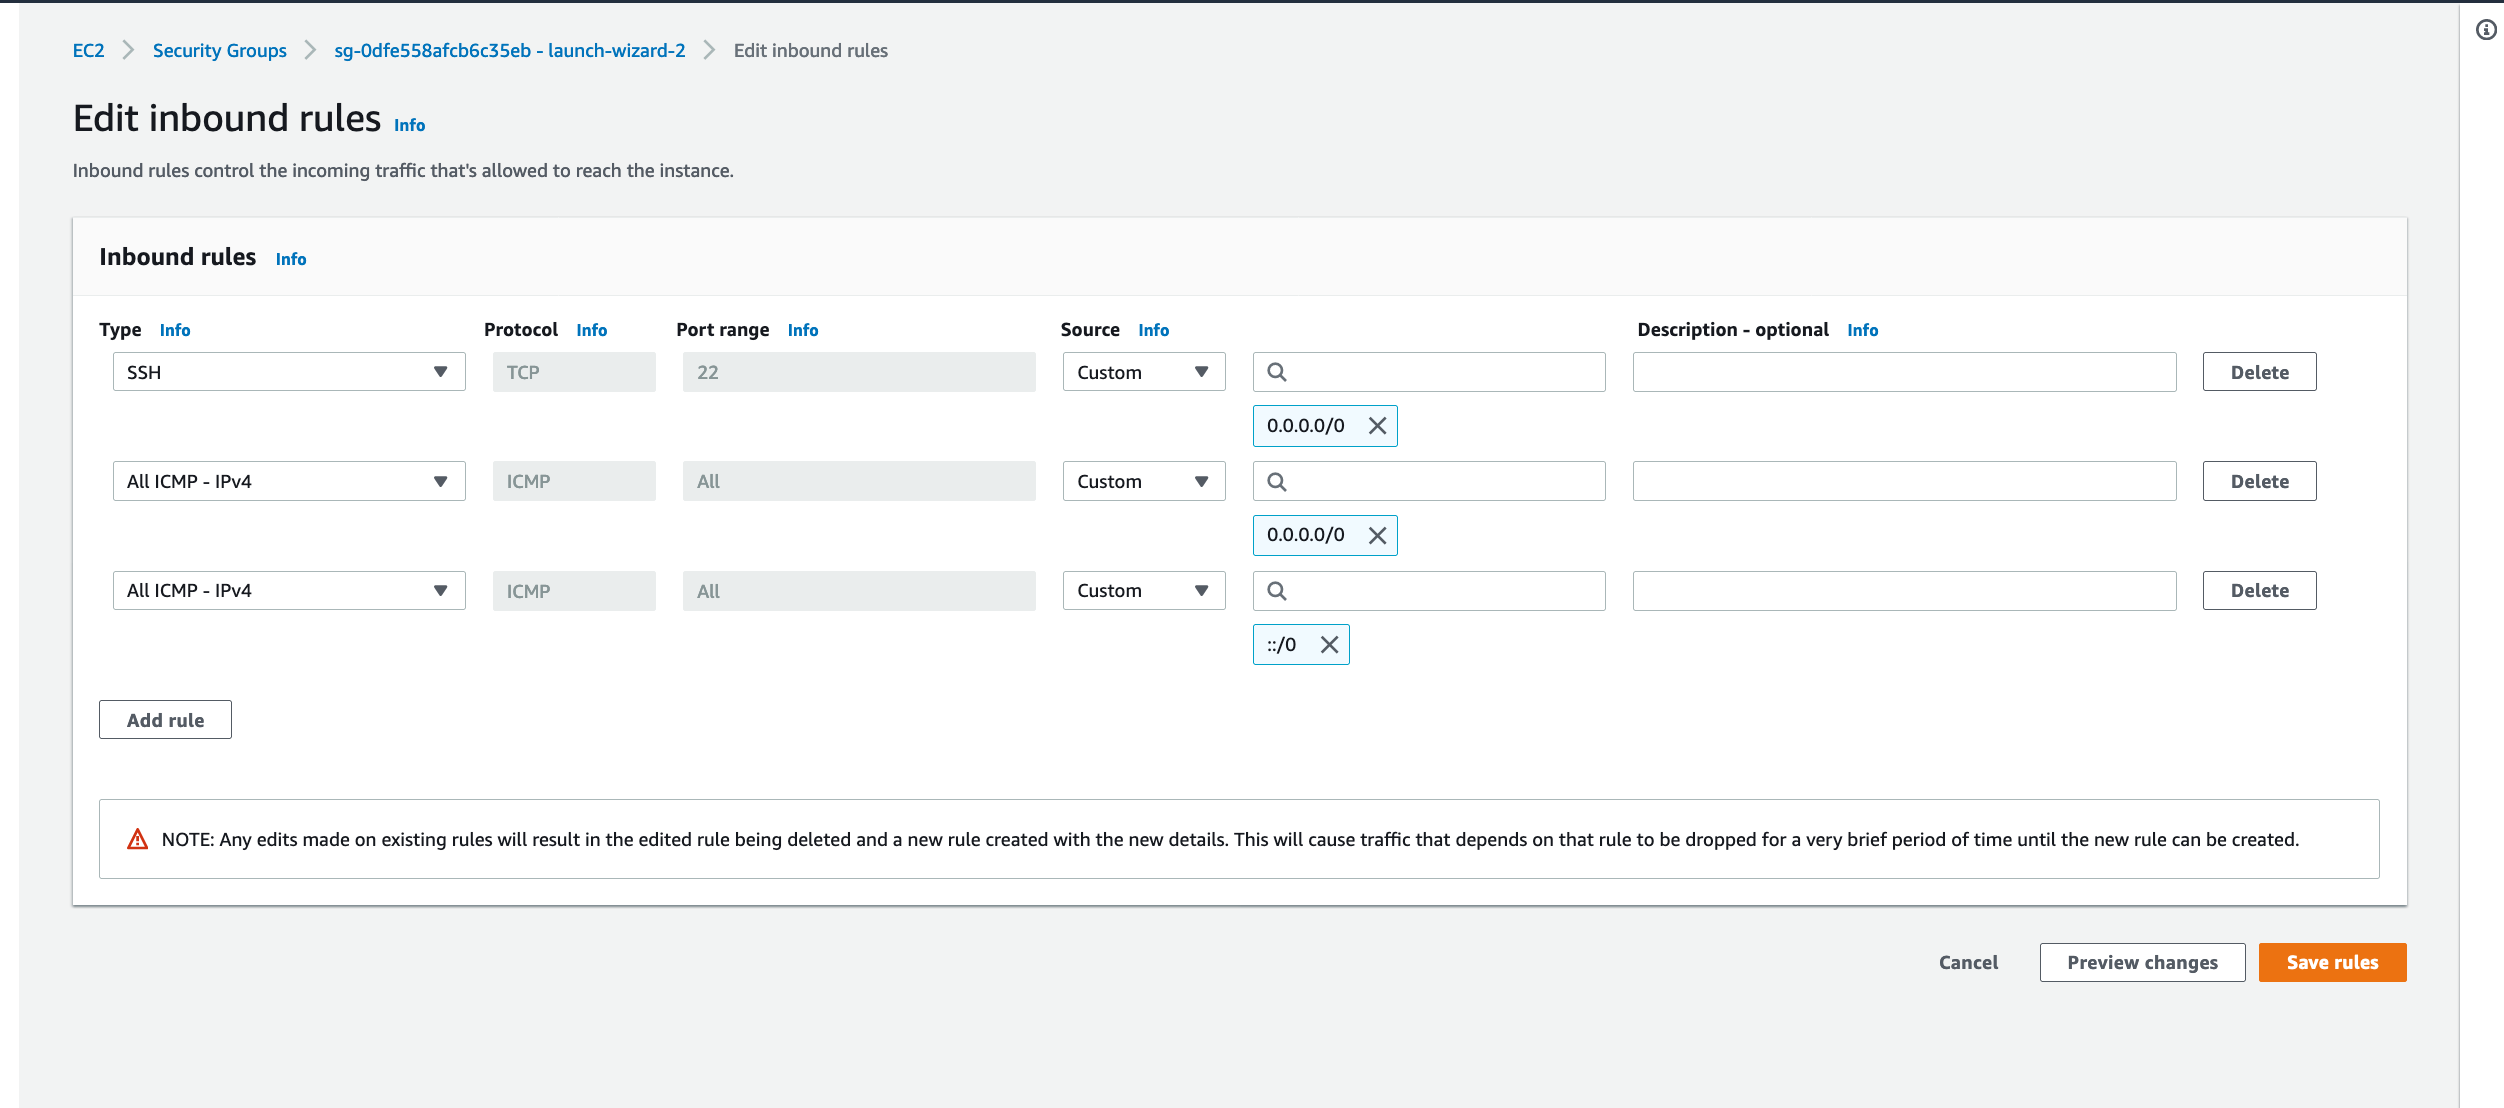 EC2 > Security Groups > sg-0dfe558afcb6c35eb - launch-wizard-2 > Edit inbound rules
Edit inbound rules Info
Inbound rules control the incoming traffic that's allowed to reach the instance.
Inbound rules Info
Type Info Protocol Info Port range Info Source Info Description - optional Info
SSH TCP 22 Custom Delete
0.0.0.0/0
All ICMP - IPv4 ICMP All Custom Delete
0.0.0.0/0
All ICMP - IPv4 ICMP All Custom Delete
::/0
Add rule
NOTE: Any edits made on existing rules will result in the edited rule being deleted and a new rule created with the new details. This will cause traffic that depends on that rule to be dropped for a very brief period of time until the new rule can be created.
Cancel Preview changes Save rules